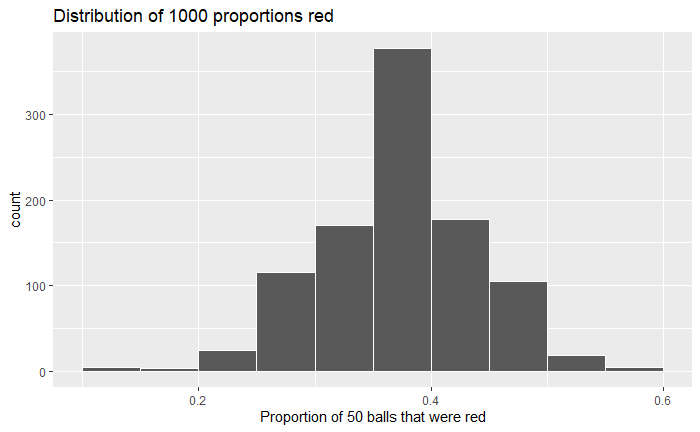 Distribution of 1000 proportions red
300
200
100
0
count
0.2
0.4
0.6
Proportion of 50 balls that were red